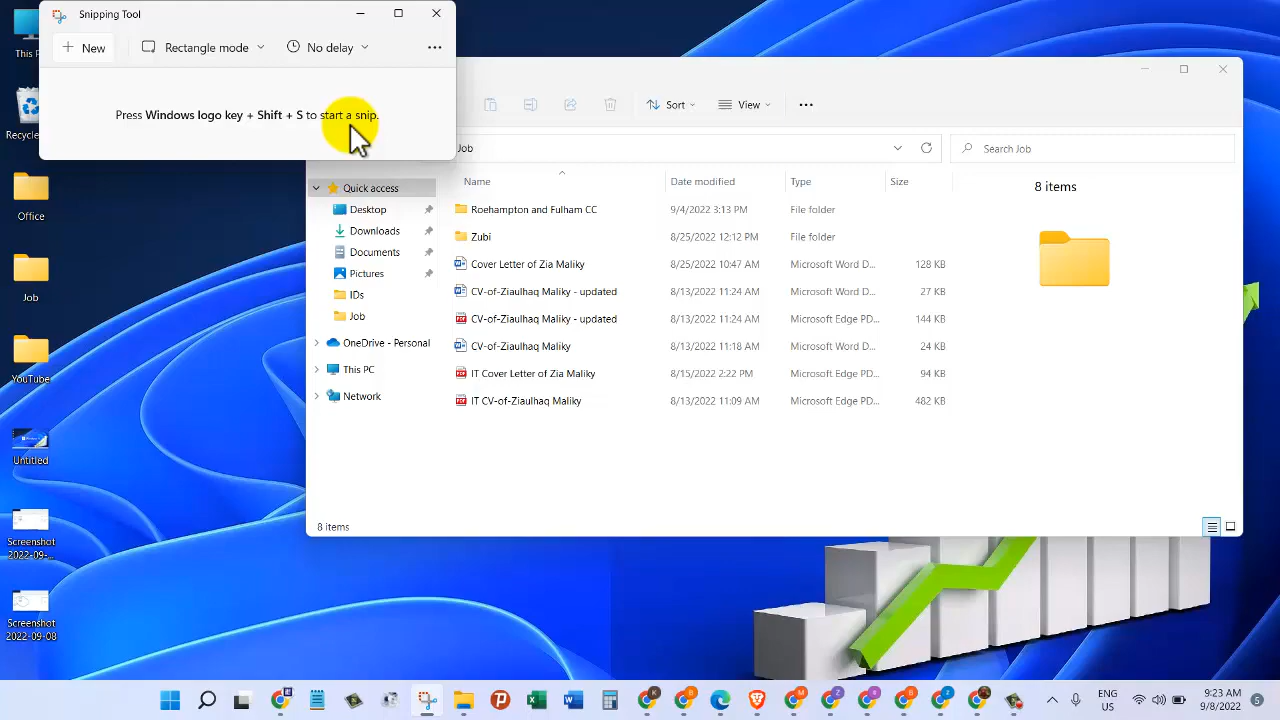 Snipping Tool
New
Rectangle mode
No delay
Press Windows logo key + Shift + S to start a snip.
Sort
View
Job
Search Job
This P
Recycle
Office
Job
YouTube
Untitled
Screenshot
2022-09-...
Screenshot
2022-09-08
Quick access
Desktop
Downloads
Documents
Pictures
IDs
Job
OneDrive - Personal
This PC
Network
Name Date modified Type Size
Roehampton and Fulham CC 9/4/2022 3:13 PM File folder
Zubi 8/25/2022 12:12 PM File folder
Cover Letter of Zia Maliky 8/25/2022 10:47 AM Microsoft Word D... 128 KB
CV-of-Ziaulhaq Maliky - updated 8/13/2022 11:24 AM Microsoft Word D... 27 KB
CV-of-Ziaulhaq Maliky - updated 8/13/2022 11:24 AM Microsoft Edge PD... 144 KB
CV-of-Ziaulhaq Maliky 8/13/2022 11:18 AM Microsoft Word D... 24 KB
IT Cover Letter of Zia Maliky 8/15/2022 2:22 PM Microsoft Edge PD... 94 KB
IT CV-of-Ziaulhaq Maliky 8/13/2022 11:09 AM Microsoft Edge PD... 482 KB
8 items
8 items
ENG
US
9:23 AM
9/8/2022
5